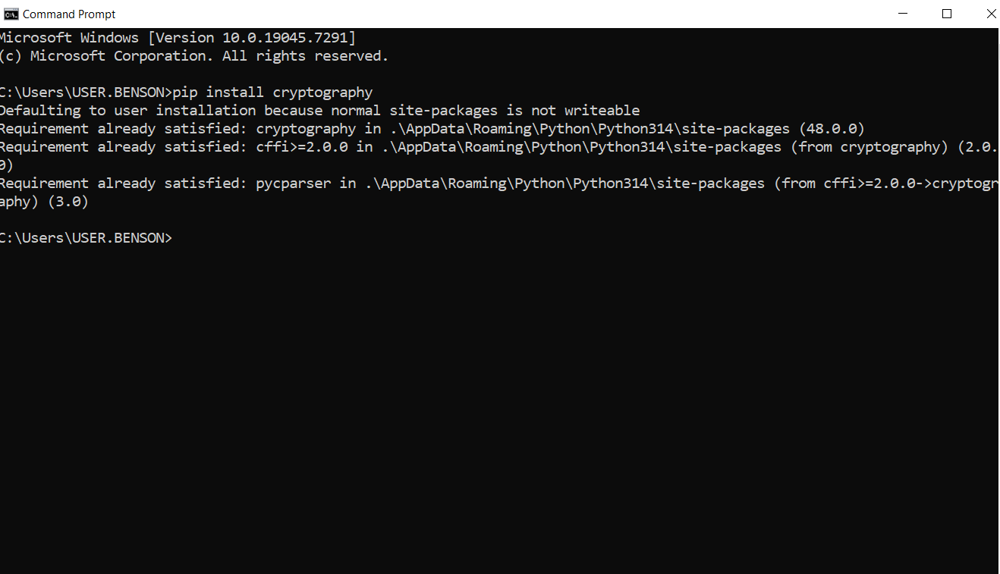 Command Prompt
Microsoft Windows [Version 10.0.19045.7291]
(c) Microsoft Corporation. All rights reserved.
C:\Users\USER.BENSON>pip install cryptography
Defaulting to user installation because normal site-packages is not writeable
Requirement already satisfied: cryptography in .\AppData\Roaming\Python\Python314\site-packages (48.0.0)
Requirement already satisfied: cffi>=2.0.0 in .\AppData\Roaming\Python\Python314\site-packages (from cryptography) (2.0.
0)
Requirement already satisfied: pycparser in .\AppData\Roaming\Python\Python314\site-packages (from cffi>=2.0.0->cryptogr
aphy) (3.0)
C:\Users\USER.BENSON>